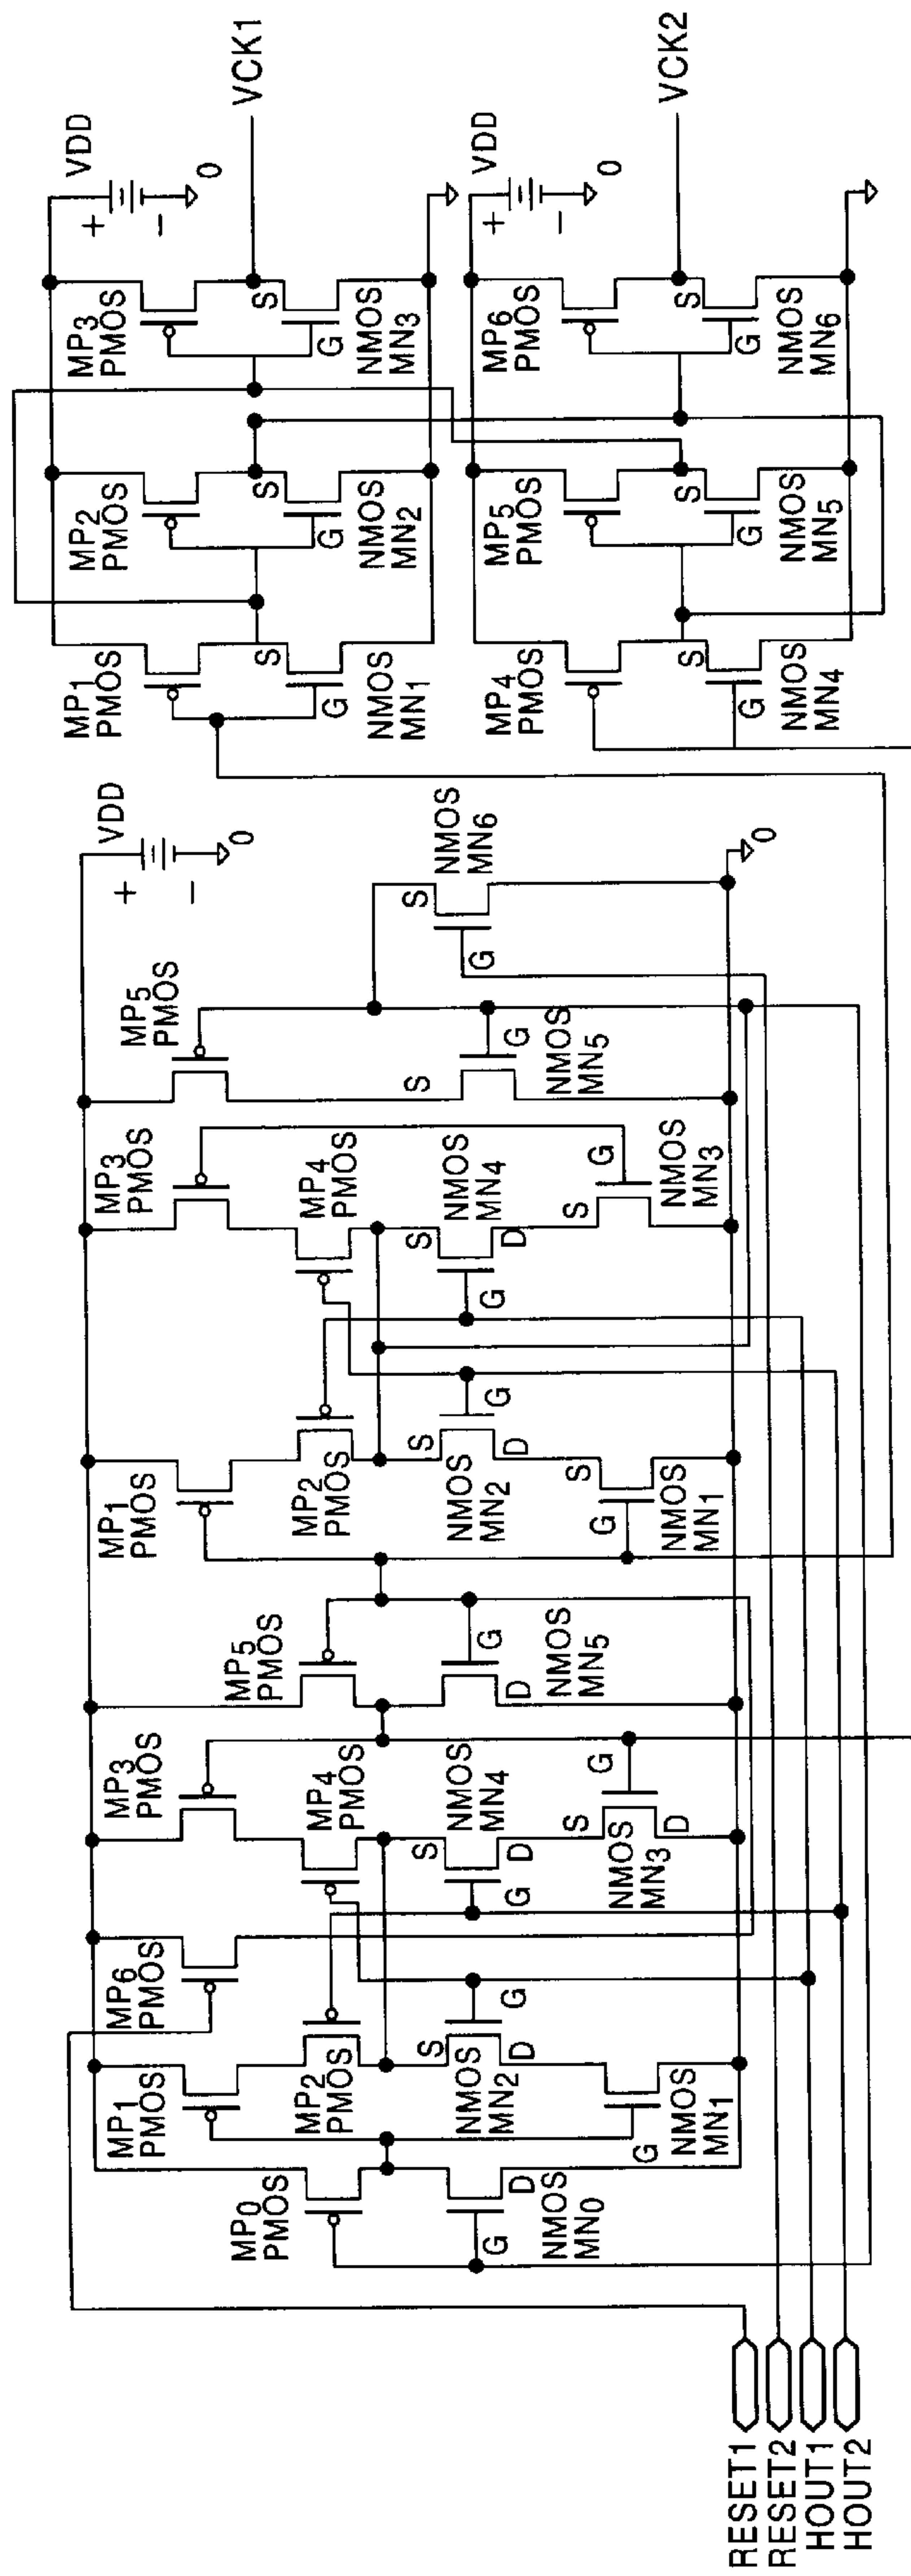 RESET1
RESET2
HOUT1
HOUT2
MP0
PMOS
G
D
NMOS
MN0
MP1
PMOS
MP2
PMOS
S
G
D
NMOS
MN2
G
NMOS
MN1
MP6
PMOS
MP3
PMOS
MP4
PMOS
S
G
D
NMOS
MN4
S
G
D
NMOS
MN3
MP5
PMOS
G
D
NMOS
MN5
MP1
PMOS
MP2
PMOS
S
G
D
NMOS
MN2
S
G
NMOS
MN1
MP3
PMOS
MP4
PMOS
S
G
D
NMOS
MN4
S
G
NMOS
MN3
MP5
PMOS
S
G
NMOS
MN5
S
G
NMOS
MN6
VDD
+
−
0
0
MP1
PMOS
S
G
NMOS
MN1
MP2
PMOS
S
G
NMOS
MN2
MP3
PMOS
S
G
NMOS
MN3
VDD
+
−
0
VCK1
MP4
PMOS
S
G
NMOS
MN4
MP5
PMOS
S
G
NMOS
MN5
MP6
PMOS
S
G
NMOS
MN6
VDD
+
−
0
VCK2